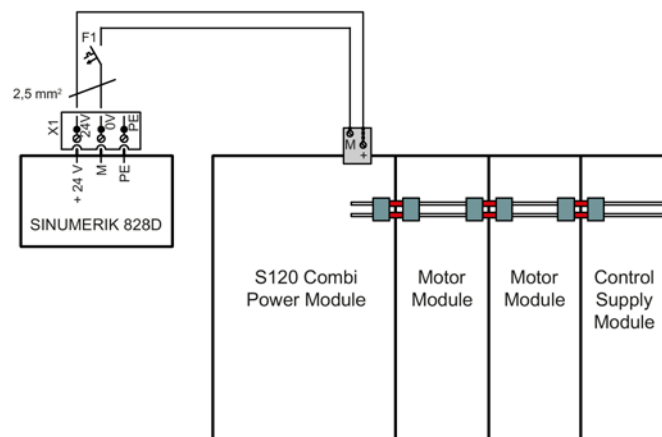 F1
2,5 mm²
X1
24V
0V
PE
+ 24 V
M
PE
SINUMERIK 828D
M
+
S120 Combi
Power Module
Motor
Module
Motor
Module
Control
Supply
Module